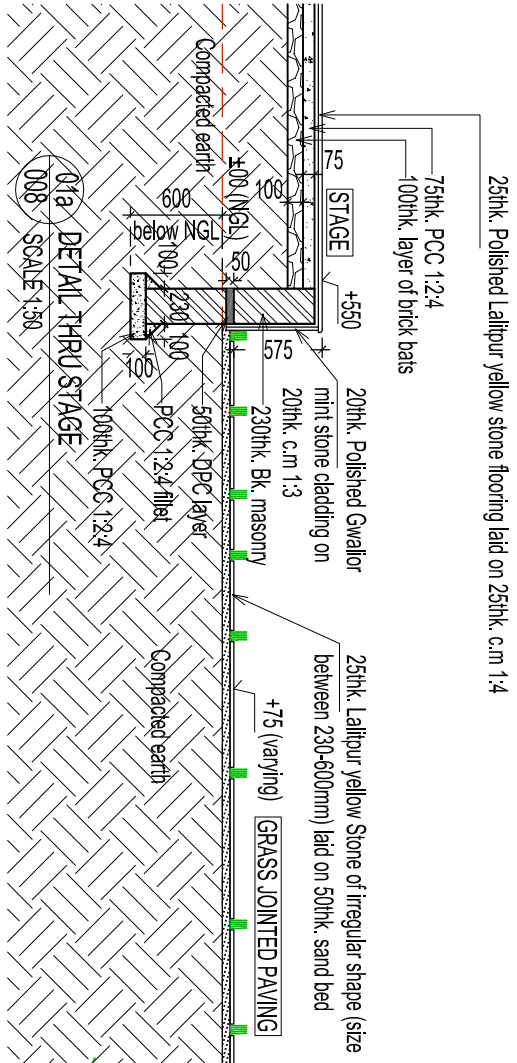 25thk. Polished Lalitpur yellow stone flooring laid on 25thk. c.m 1:4
75thk. PCC 1:2:4
100thk. layer of brick bats
75
100
STAGE
+550
575
20thk. Polished Gwalior
mint stone cladding on
20thk. c.m 1:3
230thk. Bk. masonry
50thk. DPC layer
PCC 1:2:4 fillet
100thk. PCC 1:2:4
25thk. Lalitpur yellow Stone of irregular shape (size
between 230-600mm) laid on 50thk. sand bed
+75 (varying)
GRASS JOINTED PAVING
Compacted earth
±00 (NGL)
50
600
below NGL
100
230
100
100
Compacted earth
01a
008
DETAIL THRU STAGE
SCALE 1:50